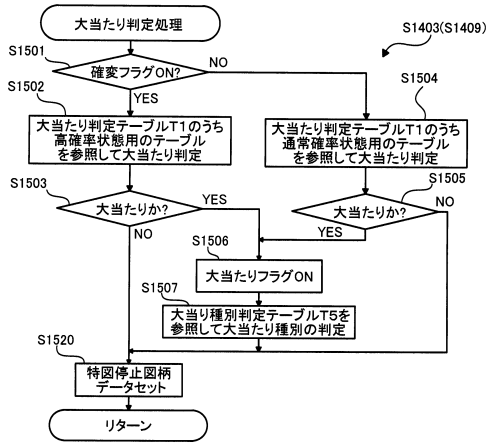 大当たり判定処理
S1403(S1409)
S1501
確変フラグON?
NO
YES
S1502
大当たり判定テーブルT1のうち
高確率状態用のテーブル
を参照して大当たり判定
S1504
大当たり判定テーブルT1のうち
通常確率状態用のテーブル
を参照して大当たり判定
S1503
大当たりか?
YES
NO
S1505
大当たりか?
NO
YES
S1506
大当たりフラグON
S1507
大当り種別判定テーブルT5を
参照して大当たり種別の判定
S1520
特図停止図柄
データセット
リターン